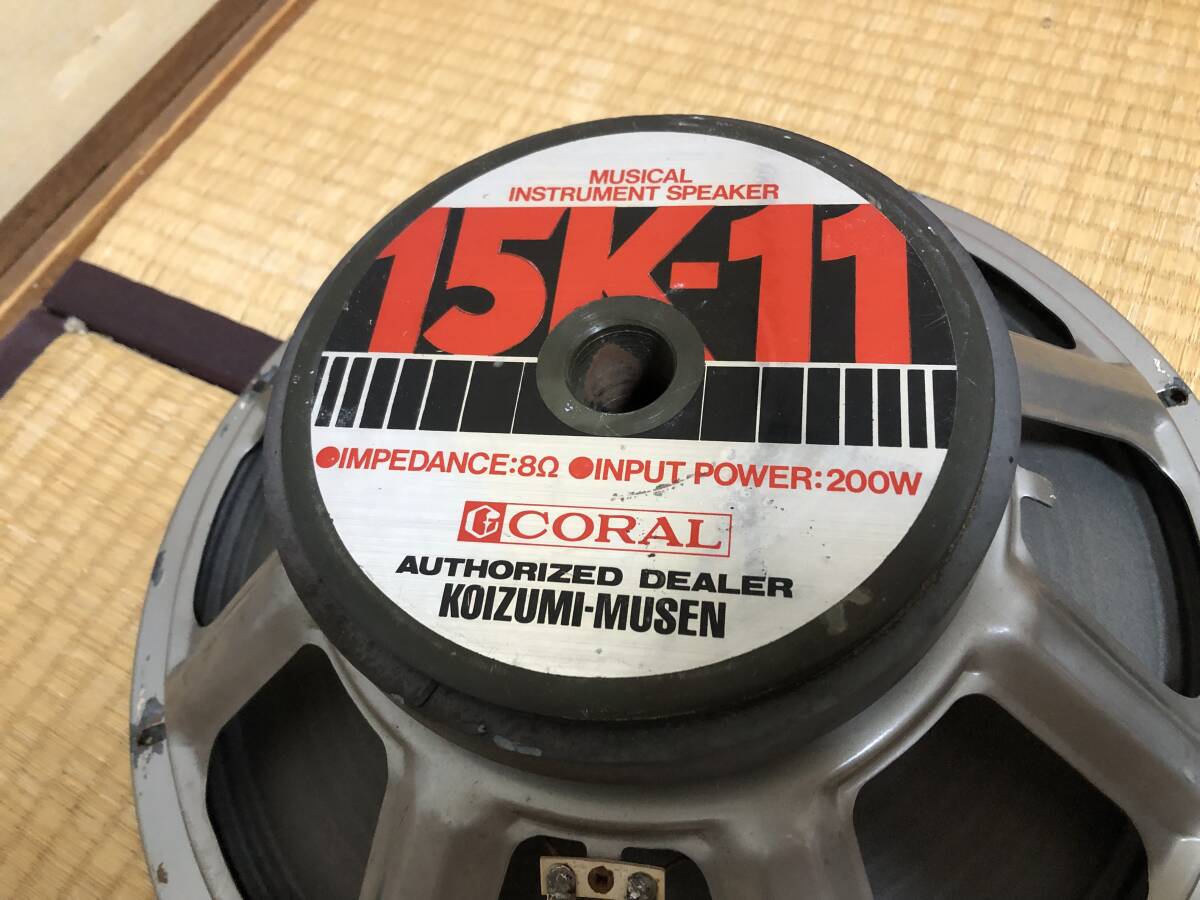 MUSICAL
INSTRUMENT SPEAKER
15K-11
●IMPEDANCE:8Ω ●INPUT POWER:200W
CORAL
AUTHORIZED DEALER
KOIZUMI-MUSEN